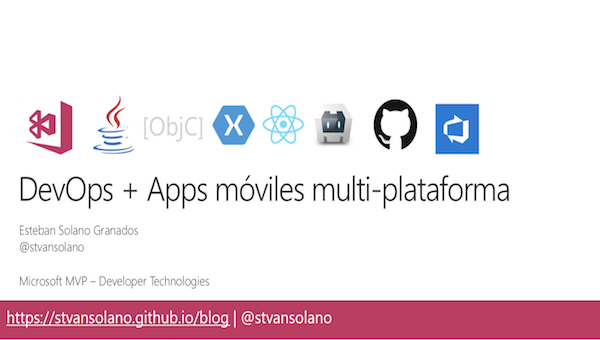 [ObjC]
DevOps + Apps móviles multi-plataforma
Esteban Solano Granados
@stvansolano
Microsoft MVP – Developer Technologies
https://stvansolano.github.io/blog | @stvansolano